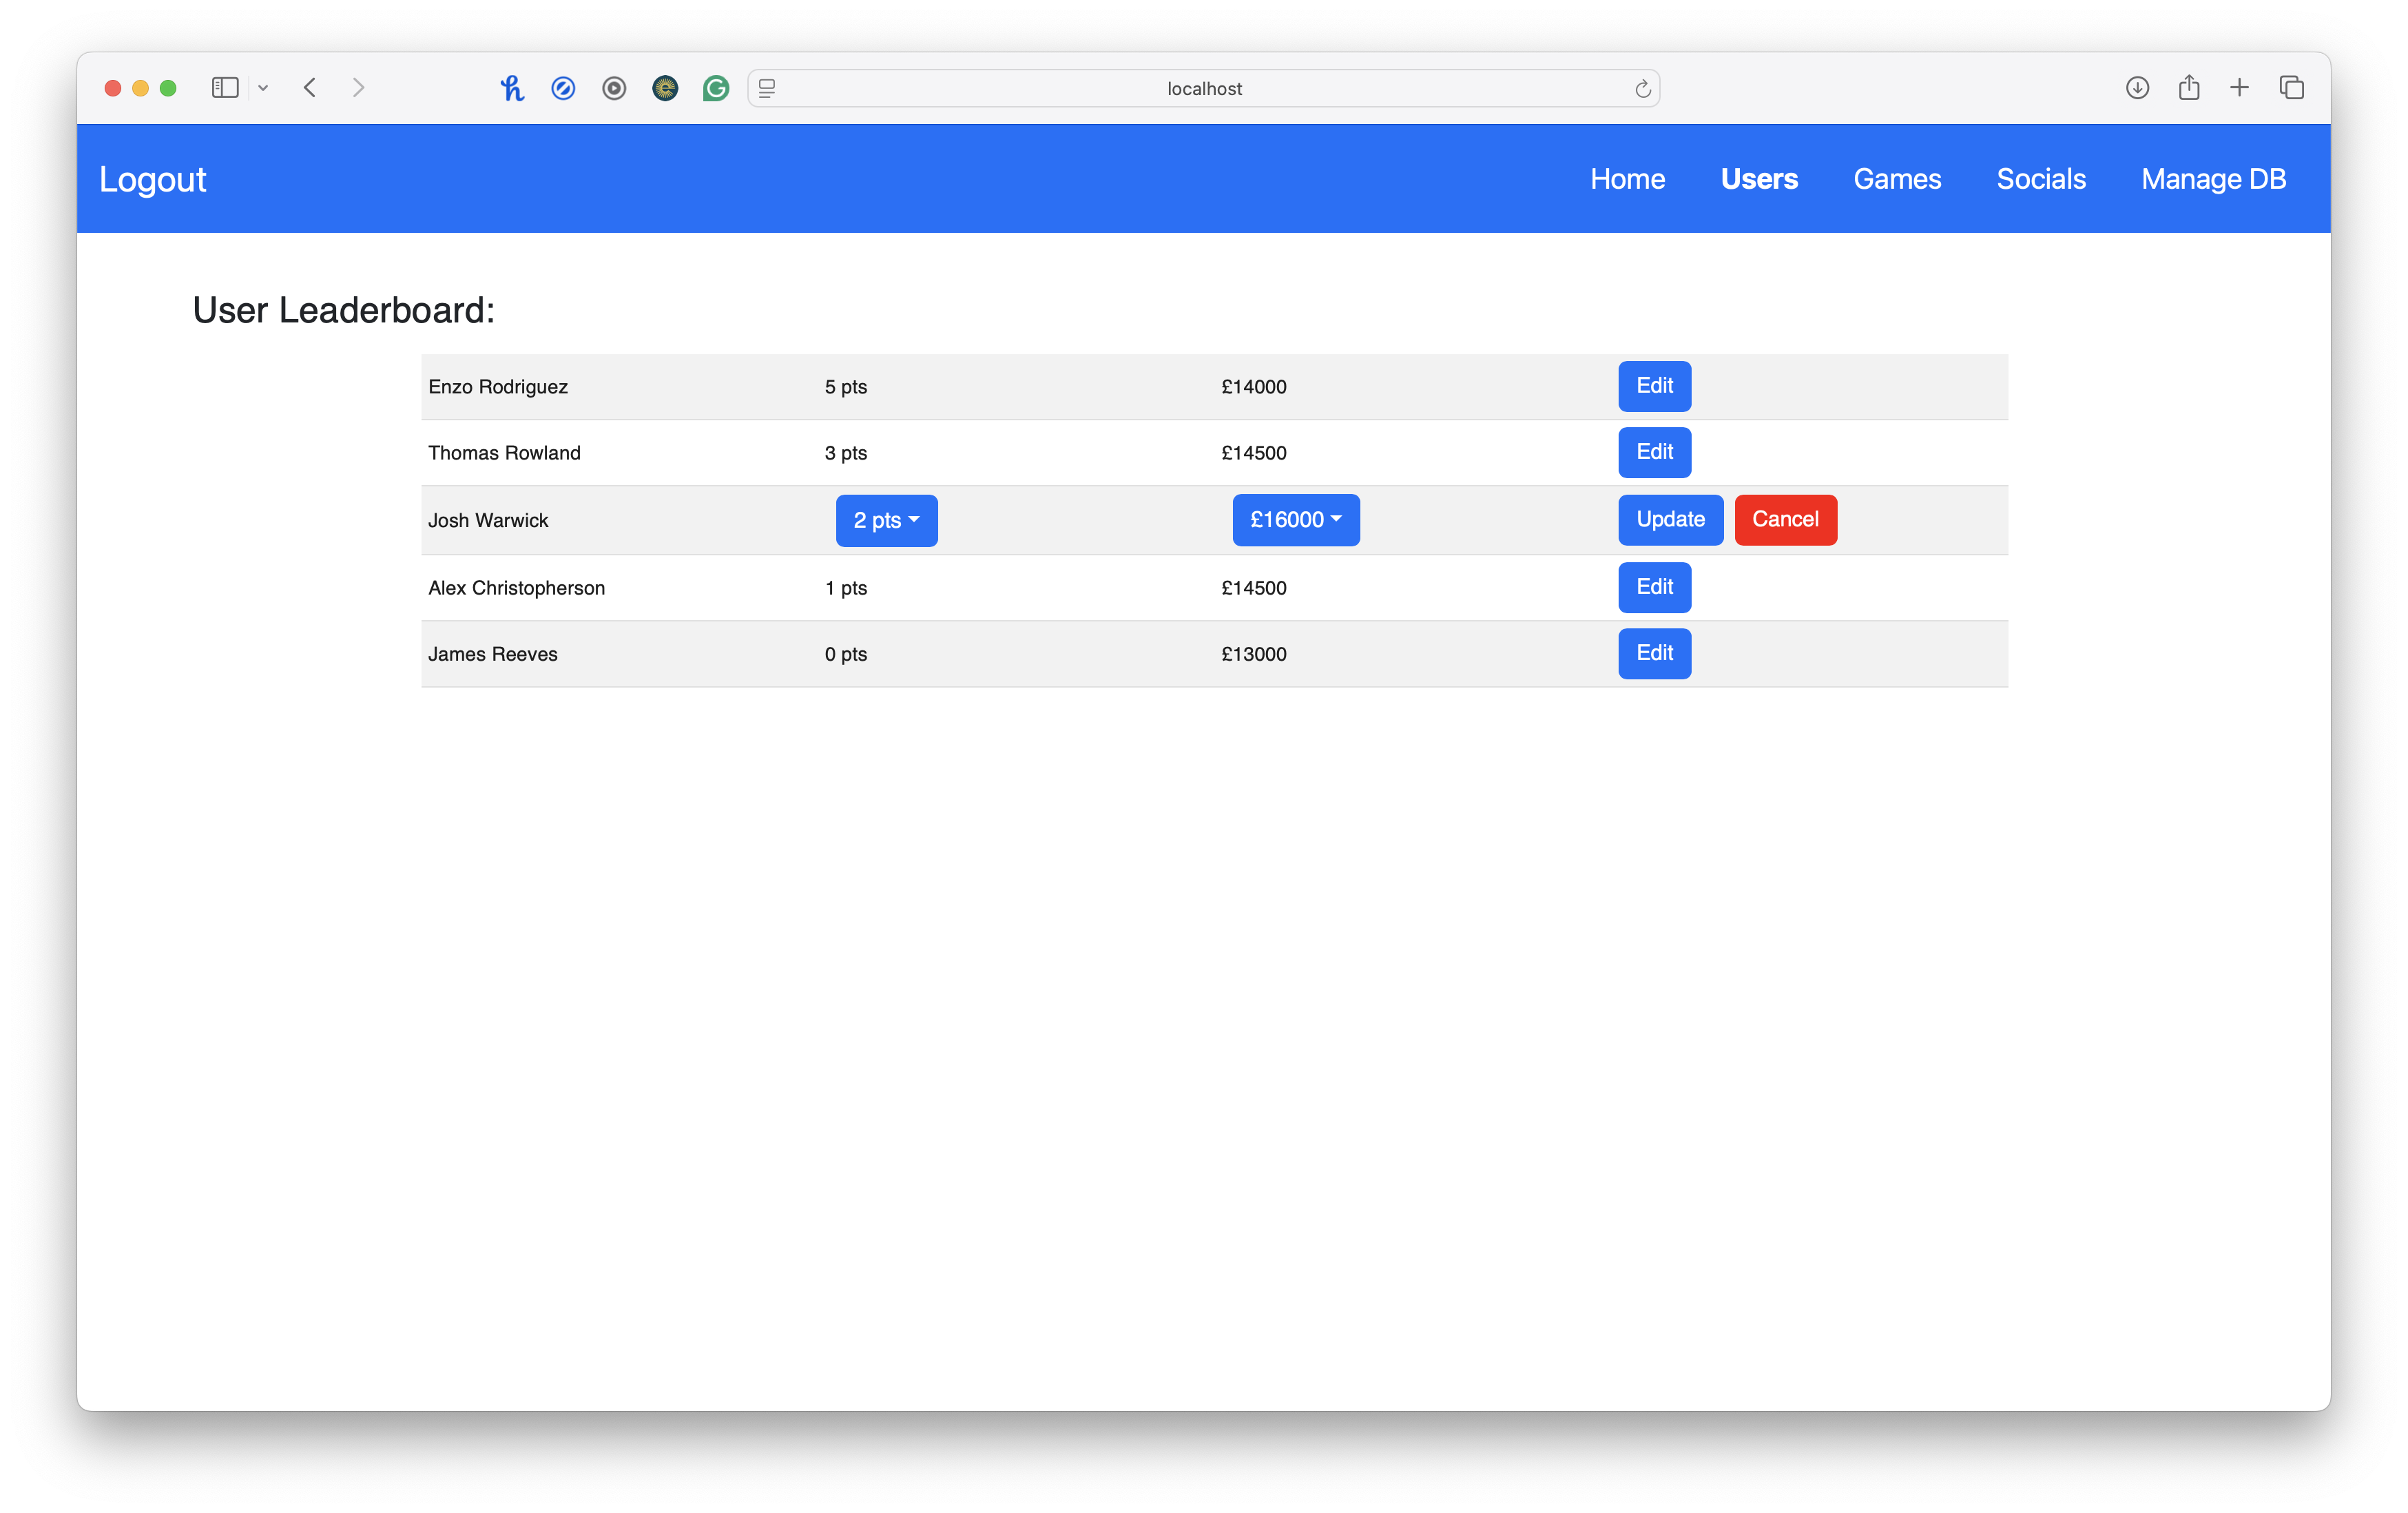 localhost
Logout Home Users Games Socials Manage DB
User Leaderboard:
Enzo Rodriguez 5 pts £14000 Edit
Thomas Rowland 3 pts £14500 Edit
Josh Warwick 2 pts £16000 Update Cancel
Alex Christopherson 1 pts £14500 Edit
James Reeves 0 pts £13000 Edit